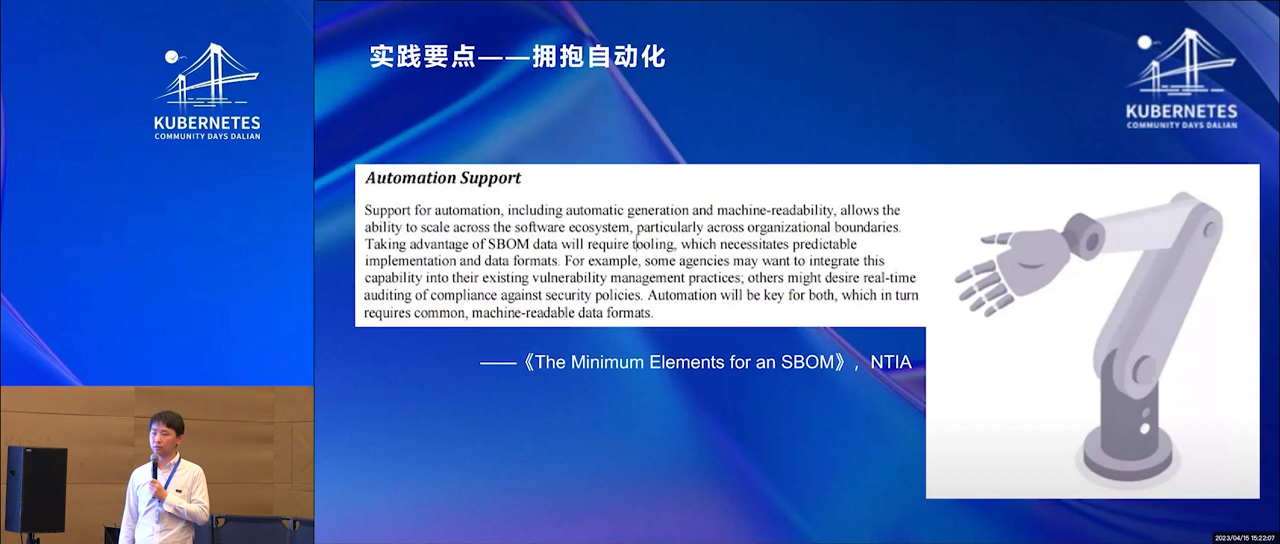 KUBERNETES
COMMUNITY DAYS DALIAN
实践要点——拥抱自动化
KUBERNETES
COMMUNITY DAYS DALIAN
Automation Support
Support for automation, including automatic generation and machine-readability, allows the
ability to scale across the software ecosystem, particularly across organizational boundaries.
Taking advantage of SBOM data will require tooling, which necessitates predictable
implementation and data formats. For example, some agencies may want to integrate this
capability into their existing vulnerability management practices; others might desire real-time
auditing of compliance against security policies. Automation will be key for both, which in turn
requires common, machine-readable data formats.
——《The Minimum Elements for an SBOM》, NTIA
2023/04/15 15:22:07